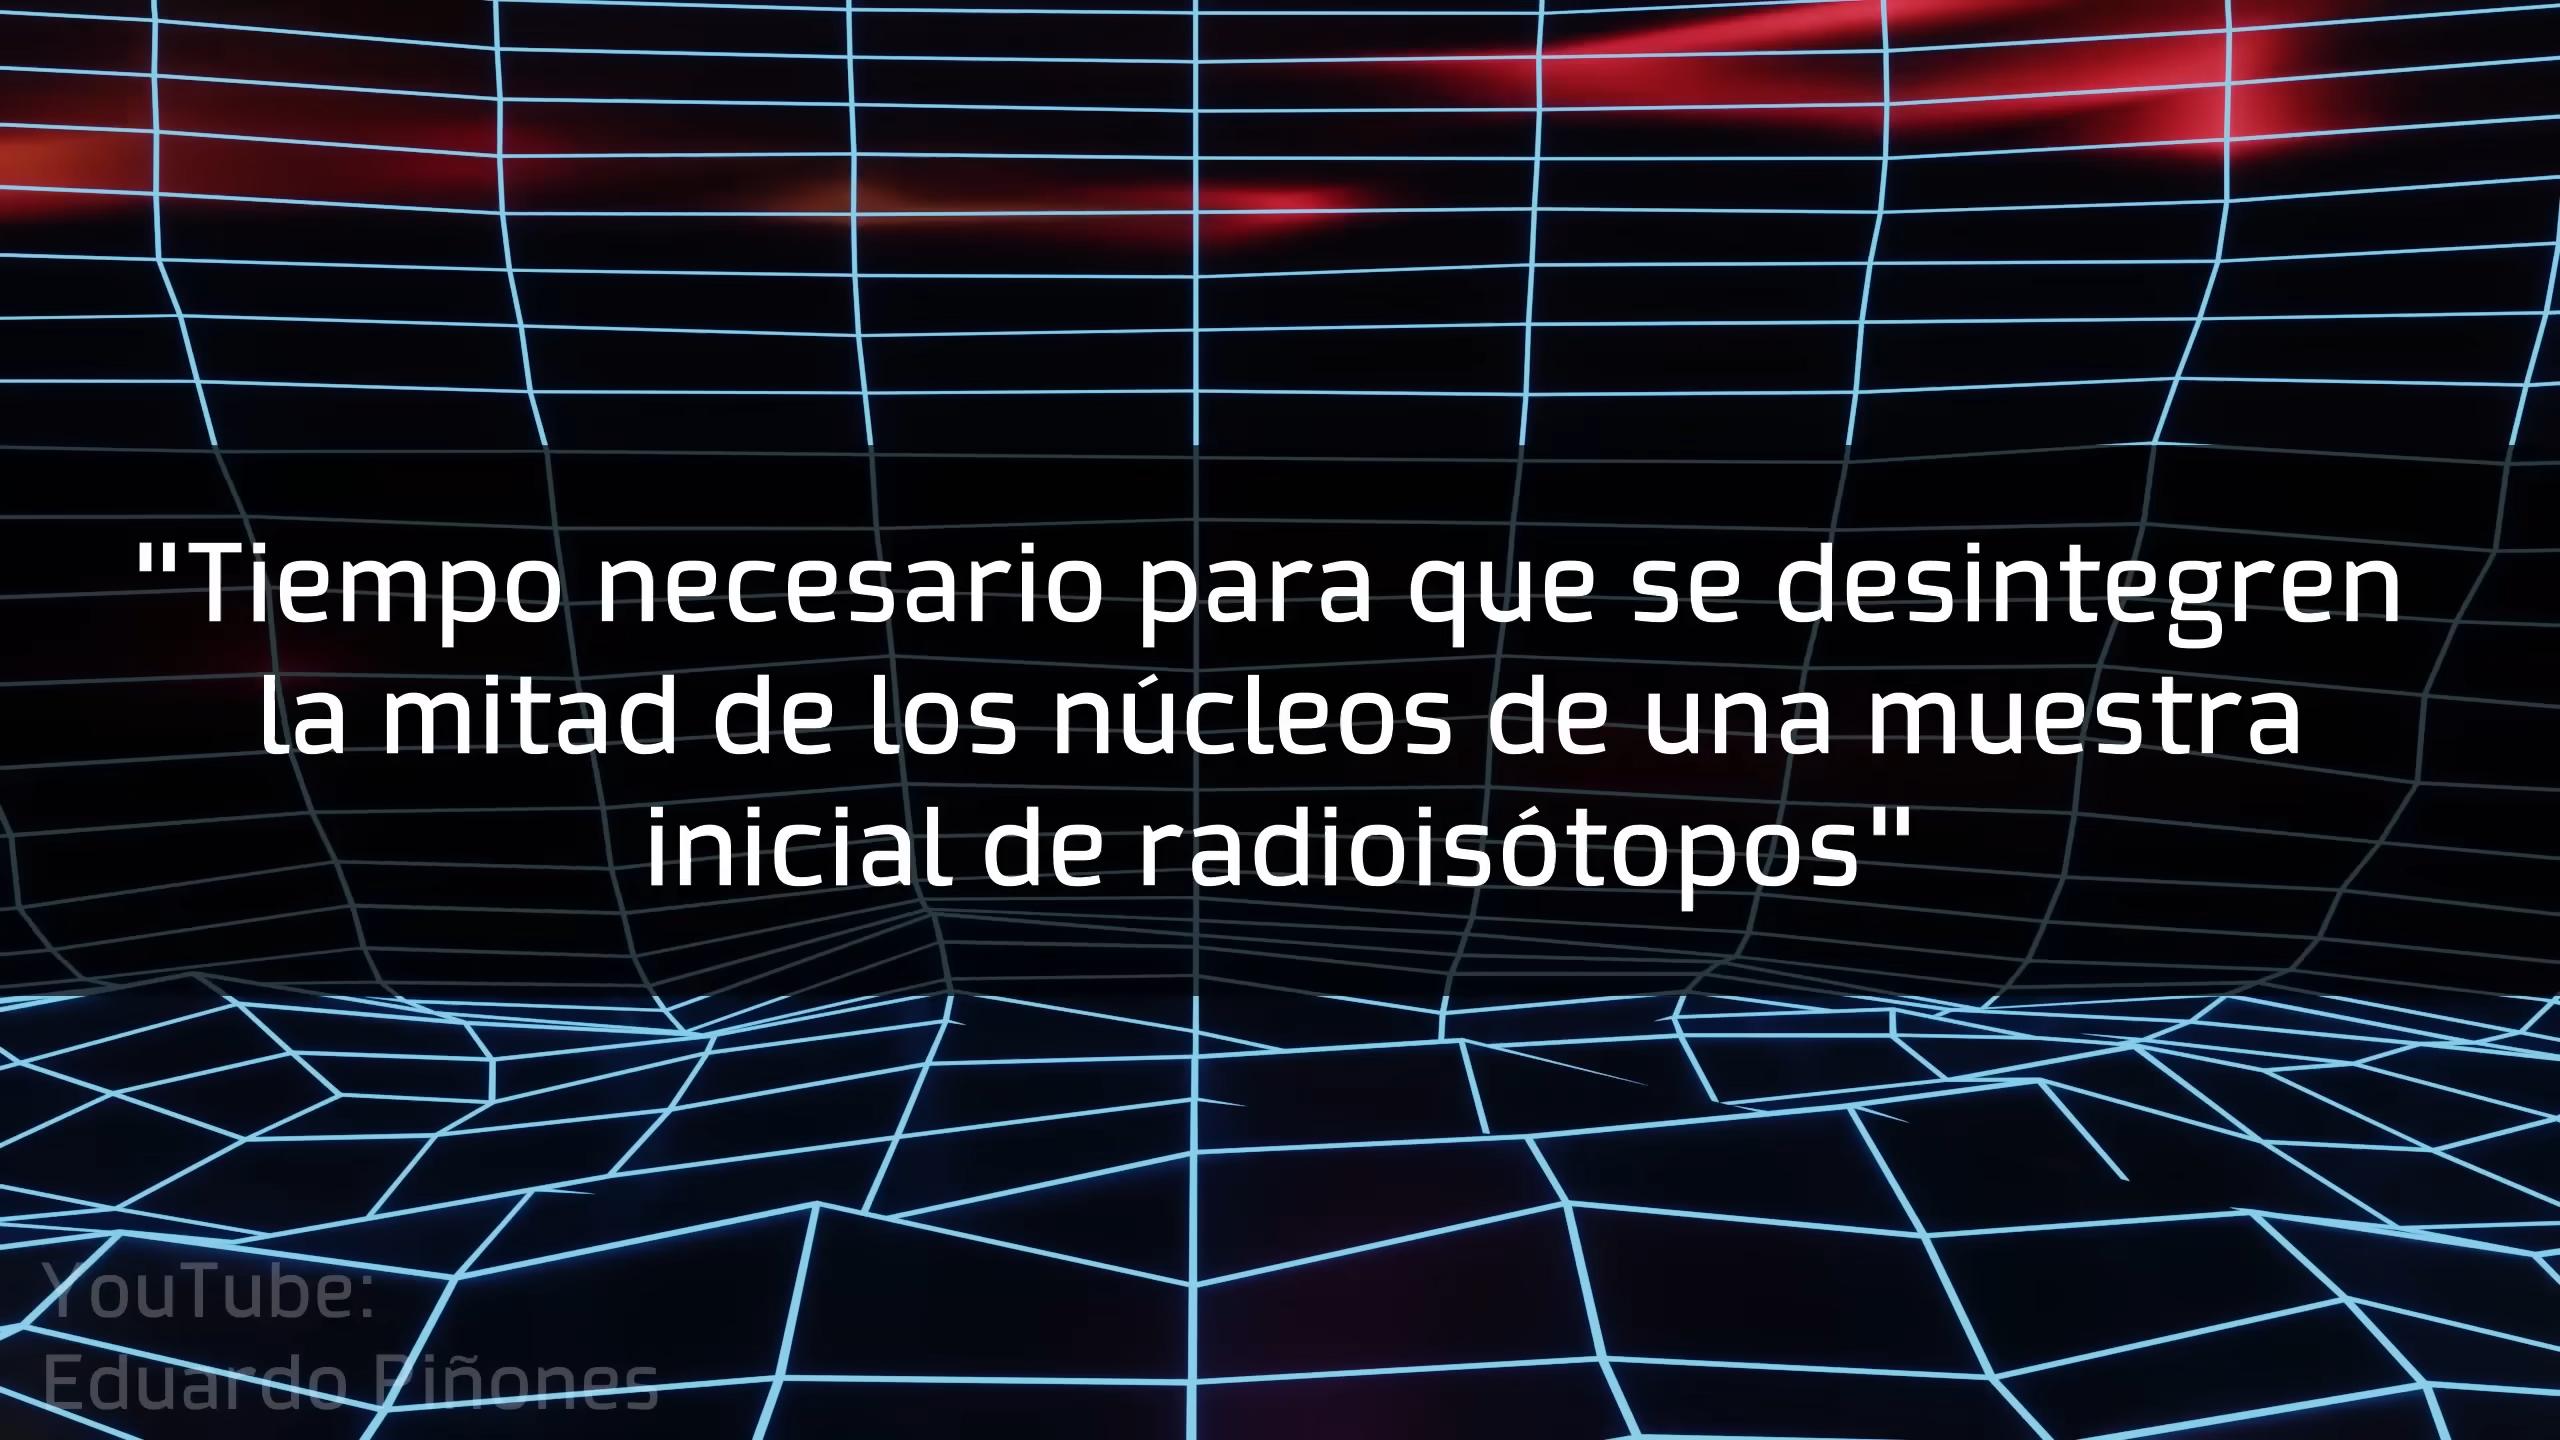 "Tiempo necesario para que se desintegren
la mitad de los núcleos de una muestra
inicial de radioisótopos"
YouTube:
Eduardo Piñones